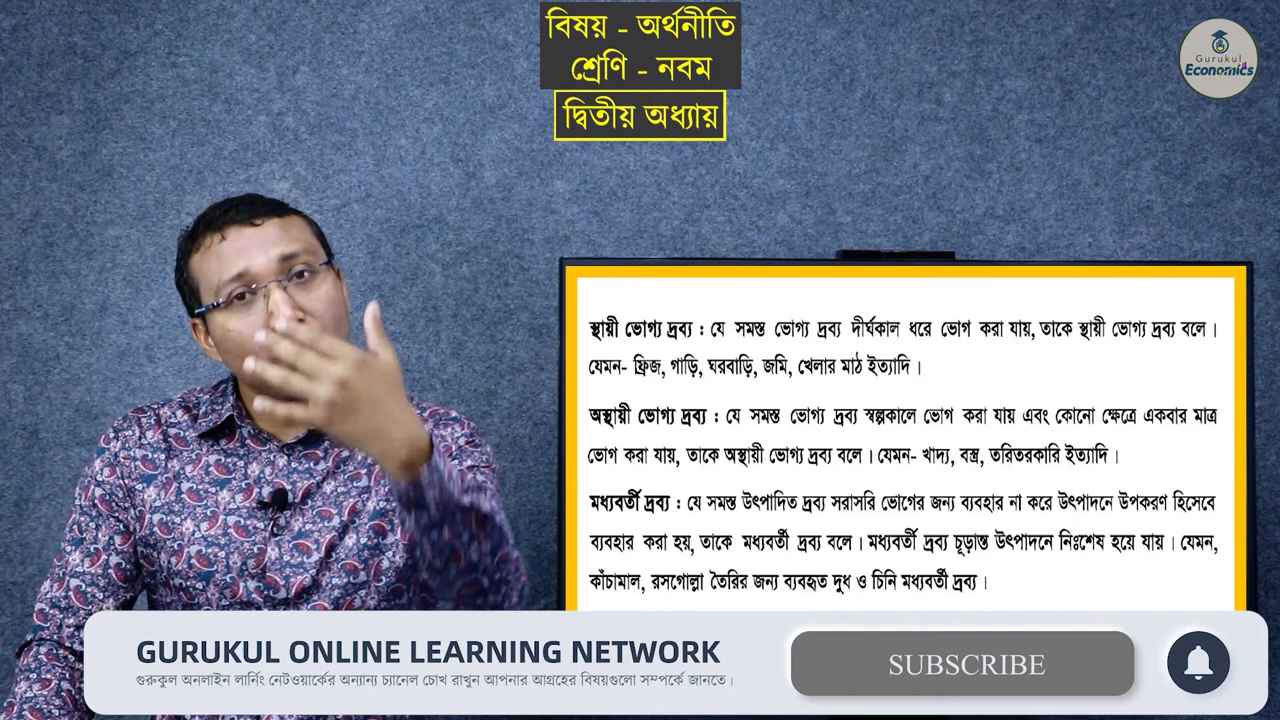 বিষয় - অর্থনীতি
শ্রেণি - নবম
দ্বিতীয় অধ্যায়
Gurukul
Economics
স্থায়ী ভোগ্য দ্রব্য : যে সমস্ত ভোগ্য দ্রব্য দীর্ঘকাল ধরে ভোগ করা যায়, তাকে স্থায়ী ভোগ্য দ্রব্য বলে।
যেমন- ফ্রিজ, গাড়ি, ঘরবাড়ি, জমি, খেলার মাঠ ইত্যাদি।
অস্থায়ী ভোগ্য দ্রব্য : যে সমস্ত ভোগ্য দ্রব্য স্বল্পকালে ভোগ করা যায় এবং কোনো ক্ষেত্রে একবার মাত্র
ভোগ করা যায়, তাকে অস্থায়ী ভোগ্য দ্রব্য বলে। যেমন- খাদ্য, বস্ত্র, তরিতরকারি ইত্যাদি।
মধ্যবর্তী দ্রব্য : যে সমস্ত উৎপাদিত দ্রব্য সরাসরি ভোগের জন্য ব্যবহার না করে উৎপাদনে উপকরণ হিসেবে
ব্যবহার করা হয়, তাকে মধ্যবর্তী দ্রব্য বলে। মধ্যবর্তী দ্রব্য চূড়ান্ত উৎপাদনে নিঃশেষ হয়ে যায়। যেমন,
কাঁচামাল, রসগোল্লা তৈরির জন্য ব্যবহৃত দুধ ও চিনি মধ্যবর্তী দ্রব্য।
GURUKUL ONLINE LEARNING NETWORK
গুরুকুল অনলাইন লার্নিং নেটওয়ার্কের অন্যান্য চ্যানেল চোখ রাখুন আপনার আগ্রহের বিষয়গুলো সম্পর্কে জানতে।
SUBSCRIBE